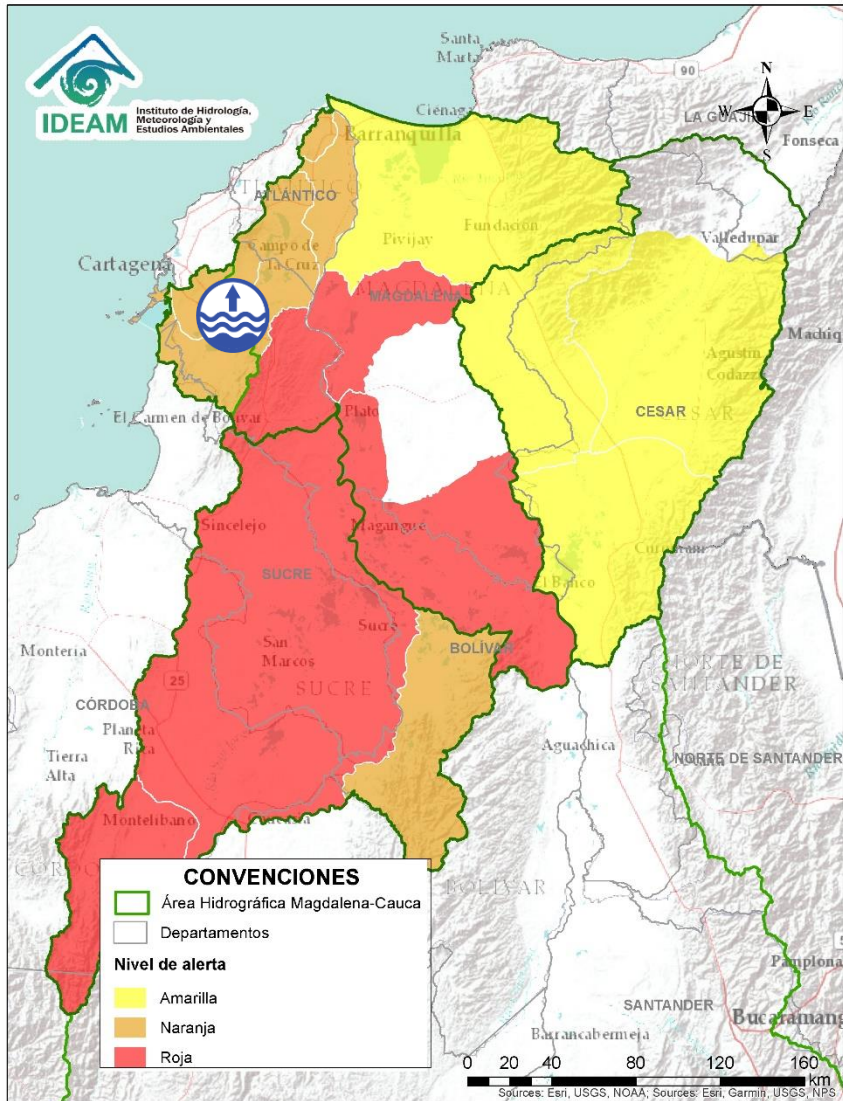 IDEAM
Instituto de Hidrología,
Meteorología y
Estudios Ambientales
Santa
Marta
90
N
W
E
S
LA GUAJI
Ciénaga
Barranquilla
Fonseca
ATLÁNTICO
Cartagena
Campo de
la Cruz
Pivijay
Fundación
Valledupar
MAGDALENA
MAGDALENA
Machiq
Agustín
Codazzi
CESAR
El Carmen de Bolívar
Plato
Sincelejo
Magangué
SUCRE
El Banco
Sucre
Montería
San
Marcos
BOLÍVAR
SUCRE
25
NORTE DE
SANTANDER
CÓRDOBA
Planeta
Rica
Tierra
Alta
Aguachica
NORTE DE SANTANDER
Montelíbano
BOLÍVAR
CONVENCIONES
Área Hidrográfica Magdalena-Cauca
Departamentos
Nivel de alerta
Amarilla
Naranja
Roja
Pamplona
SANTANDER
Bucaramang
Barrancabermeja
0 20 40 80 120 160
Km
Sources: Esri, USGS, NOAA; Sources: Esri, Garmin, USGS, NPS